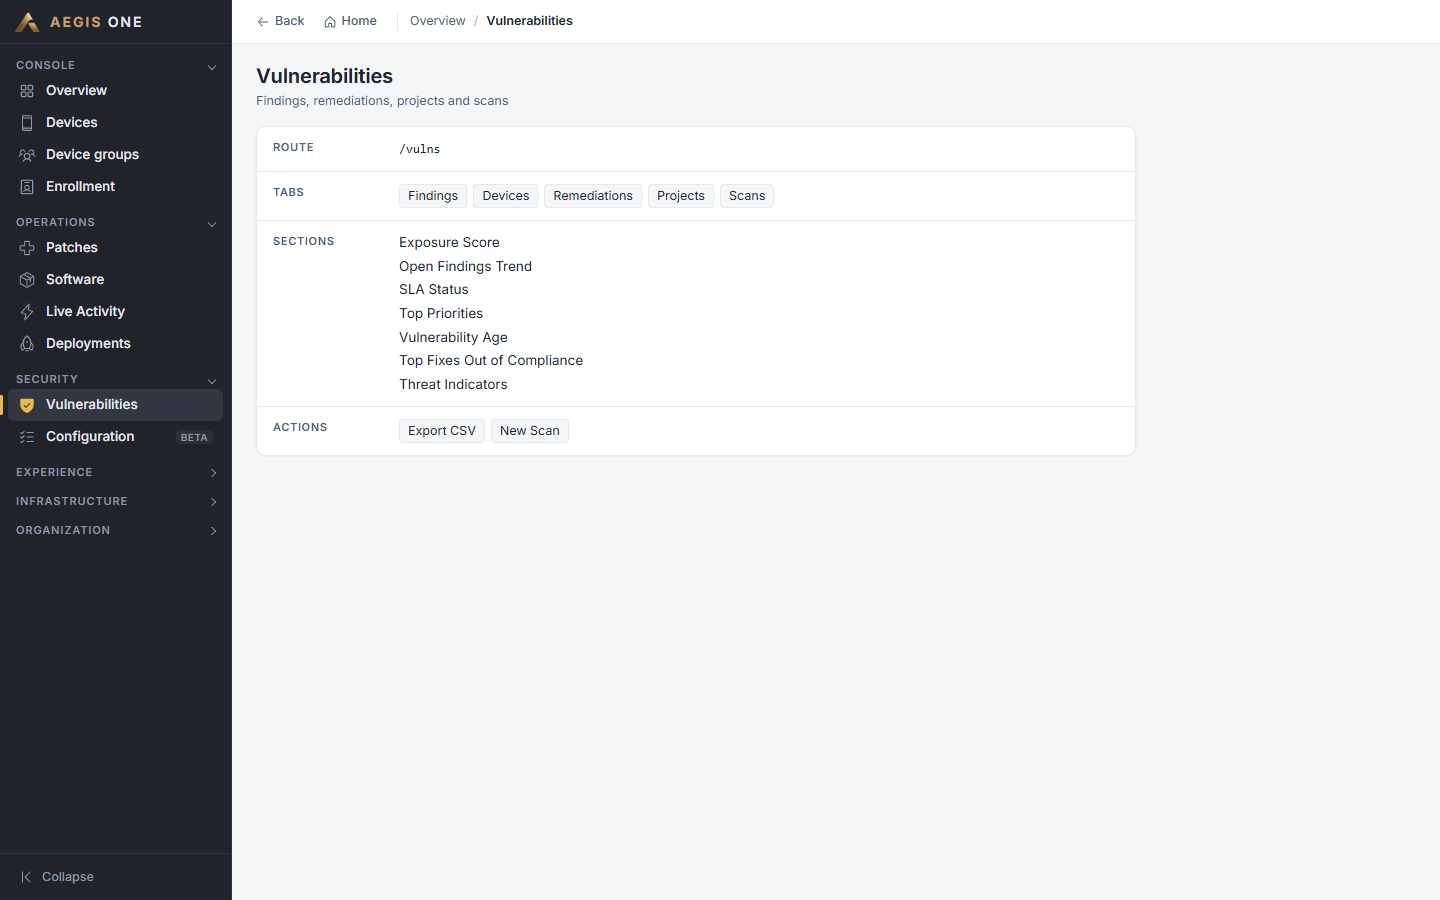 AEGIS ONE
CONSOLE
Overview
Devices
Device groups
Enrollment
OPERATIONS
Patches
Software
Live Activity
Deployments
SECURITY
Vulnerabilities
Configuration BETA
EXPERIENCE
INFRASTRUCTURE
ORGANIZATION
Collapse
Back Home Overview / Vulnerabilities
Vulnerabilities
Findings, remediations, projects and scans
ROUTE /vulns
TABS Findings Devices Remediations Projects Scans
SECTIONS Exposure Score
Open Findings Trend
SLA Status
Top Priorities
Vulnerability Age
Top Fixes Out of Compliance
Threat Indicators
ACTIONS Export CSV New Scan